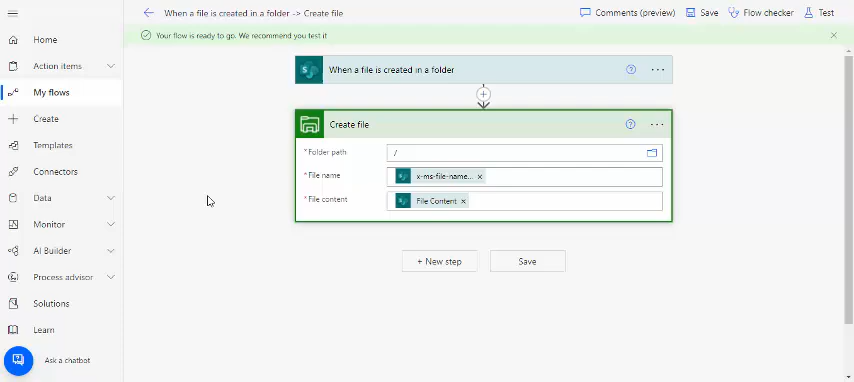 When a file is created in a folder -> Create file
Comments (preview)
Save
Flow checker
Test
Your flow is ready to go. We recommend you test it
Home
Action items
My flows
Create
Templates
Connectors
Data
Monitor
AI Builder
Process advisor
Solutions
Learn
Ask a chatbot
When a file is created in a folder
Create file
*Folder path
/
*File name
x-ms-file-name... ×
*File content
File Content ×
+ New step
Save